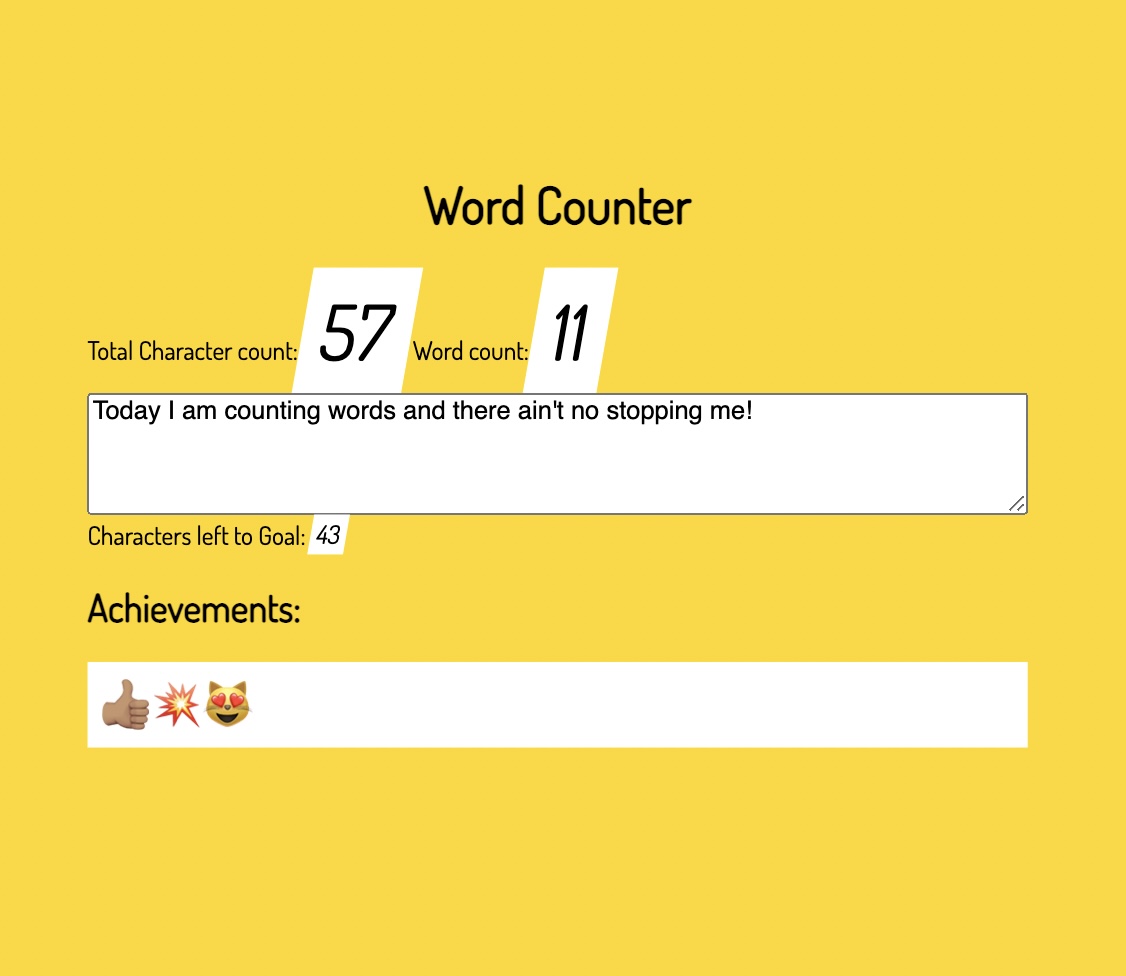 Word Counter
Total Character count: 57 Word count: 11
Today I am counting words and there ain't no stopping me!
Characters left to Goal: 43
Achievements: